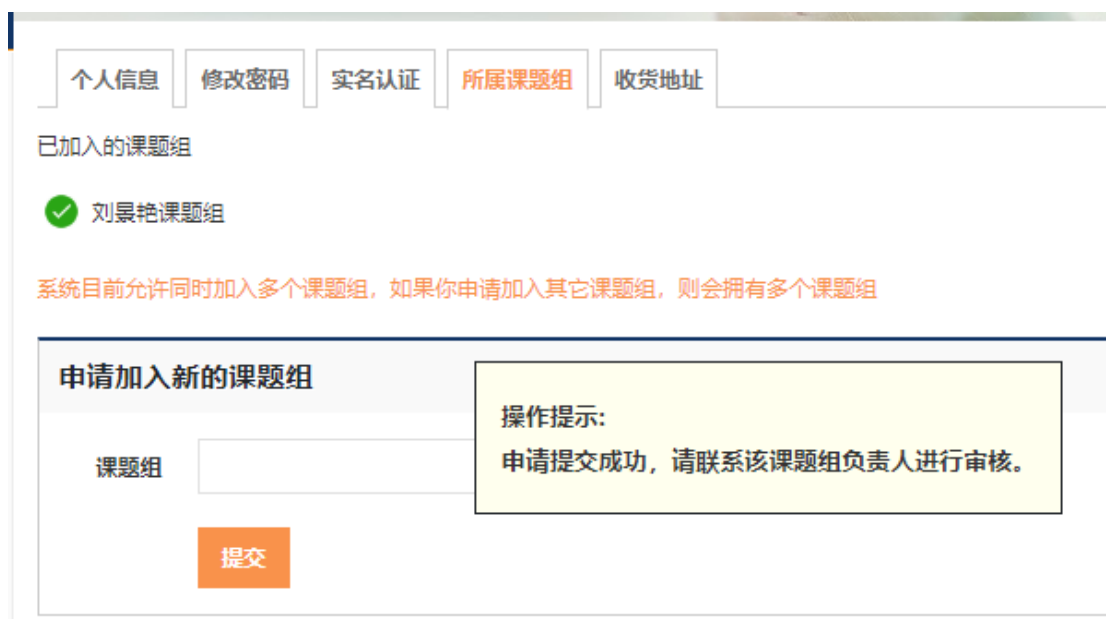 个人信息 修改密码 实名认证 所属课题组 收货地址
已加入的课题组
刘景艳课题组
系统目前允许同时加入多个课题组，如果你申请加入其它课题组，则会拥有多个课题组
申请加入新的课题组
操作提示:
申请提交成功，请联系该课题组负责人进行审核。
课题组
提交